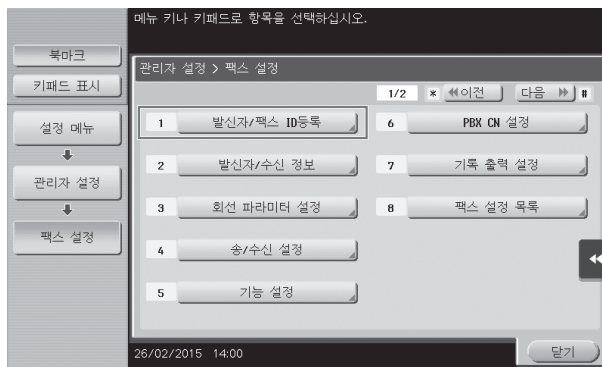 메뉴 키나 키패드로 항목을 선택하십시오.
북마크
키패드 표시
설정 메뉴
관리자 설정
팩스 설정
관리자 설정 > 팩스 설정
1/2 * 이전 다음 #
1 발신자/팩스 ID등록
2 발신자/수신 정보
3 회선 파라미터 설정
4 송/수신 설정
5 기능 설정
6 PBX CN 설정
7 기록 출력 설정
8 팩스 설정 목록
26/02/2015 14:00
닫기